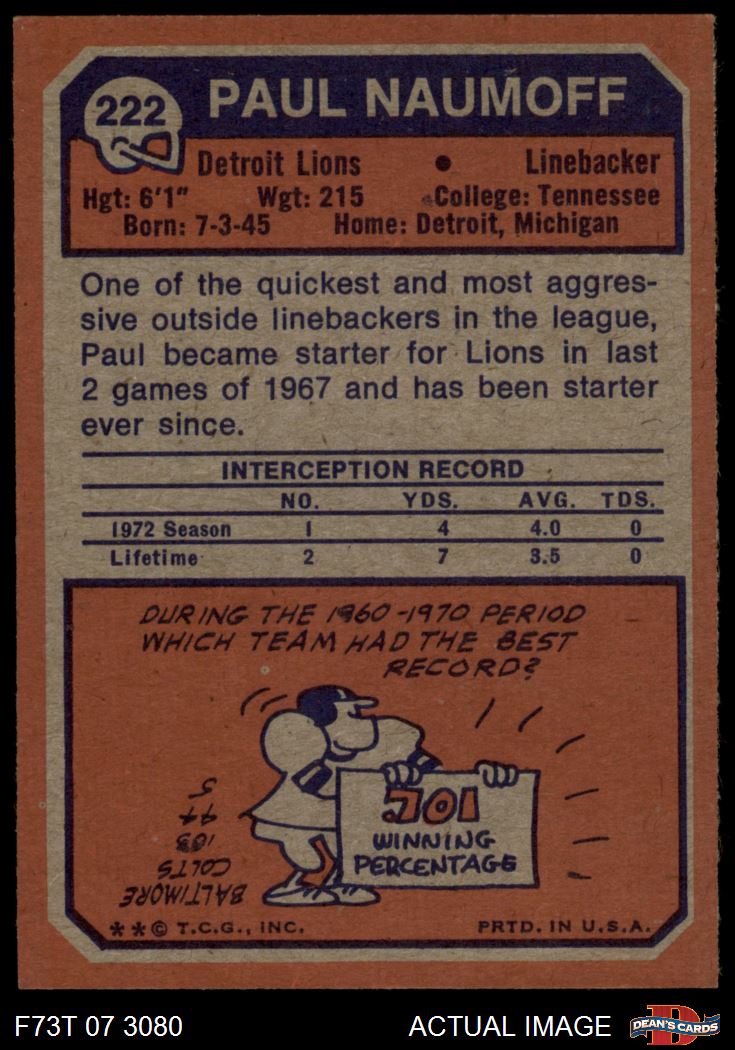 222
PAUL NAUMOFF
Detroit Lions • Linebacker
Hgt: 6'1" Wgt: 215 College: Tennessee
Born: 7-3-45 Home: Detroit, Michigan
One of the quickest and most aggres-
sive outside linebackers in the league,
Paul became starter for Lions in last
2 games of 1967 and has been starter
ever since.
INTERCEPTION RECORD
NO. YDS. AVG. TDS.
1972 Season 1 4 4.0 0
Lifetime 2 7 3.5 0
DURING THE 1960-1970 PERIOD
WHICH TEAM HAD THE BEST
RECORD?
.701
WINNING
PERCENTAGE
BALTIMORE
COLTS
103
44
5
**© T.C.G., INC. PRTD. IN U.S.A.
F73T 07 3080 ACTUAL IMAGE
D
DEAN'S CARDS